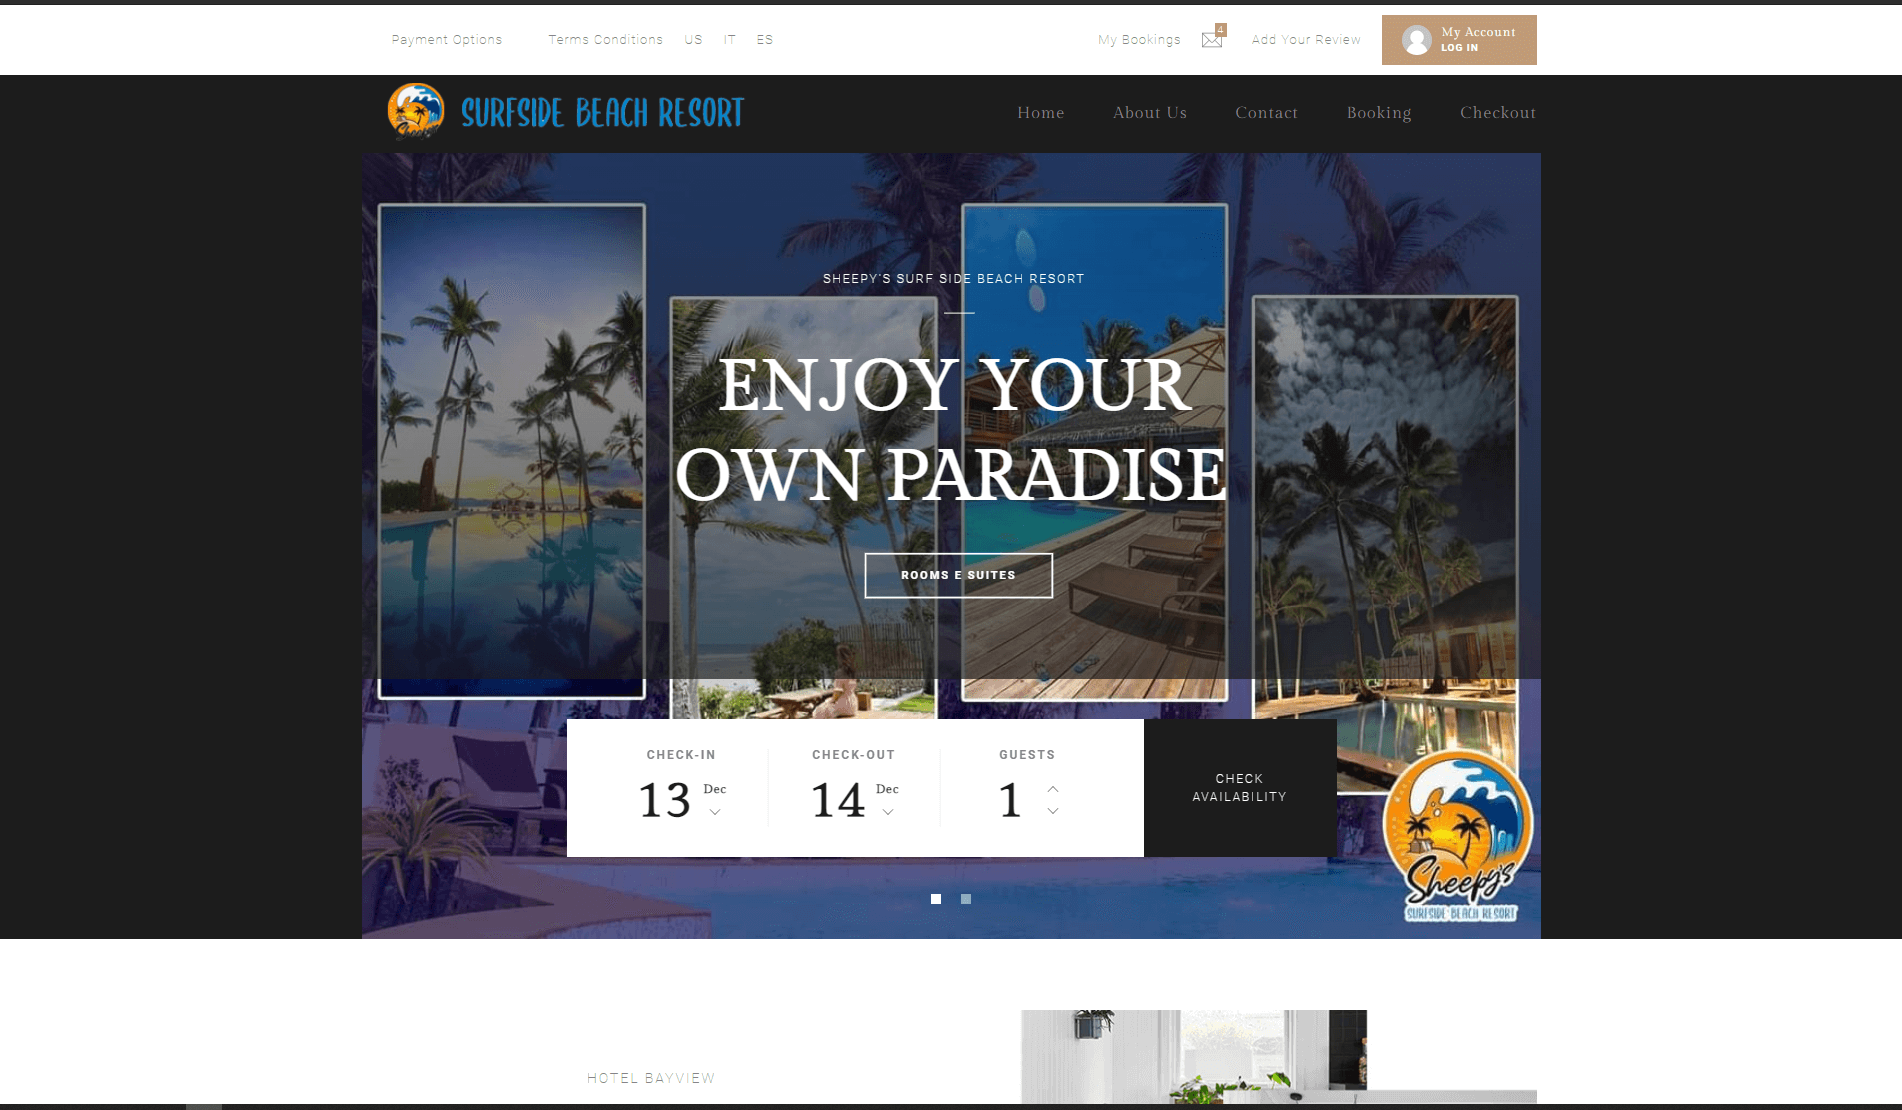 Payment Options
Terms Conditions
US
IT
ES
My Bookings
4
Add Your Review
My Account
LOG IN
Sheepy's
SURFSIDE BEACH RESORT
Home
About Us
Contact
Booking
Checkout
SHEEPY'S SURF SIDE BEACH RESORT
ENJOY YOUR
OWN PARADISE
ROOMS E SUITES
CHECK-IN
13 Dec
CHECK-OUT
14 Dec
GUESTS
1
CHECK
AVAILABILITY
Sheepy's
SURFSIDE BEACH RESORT
HOTEL BAYVIEW